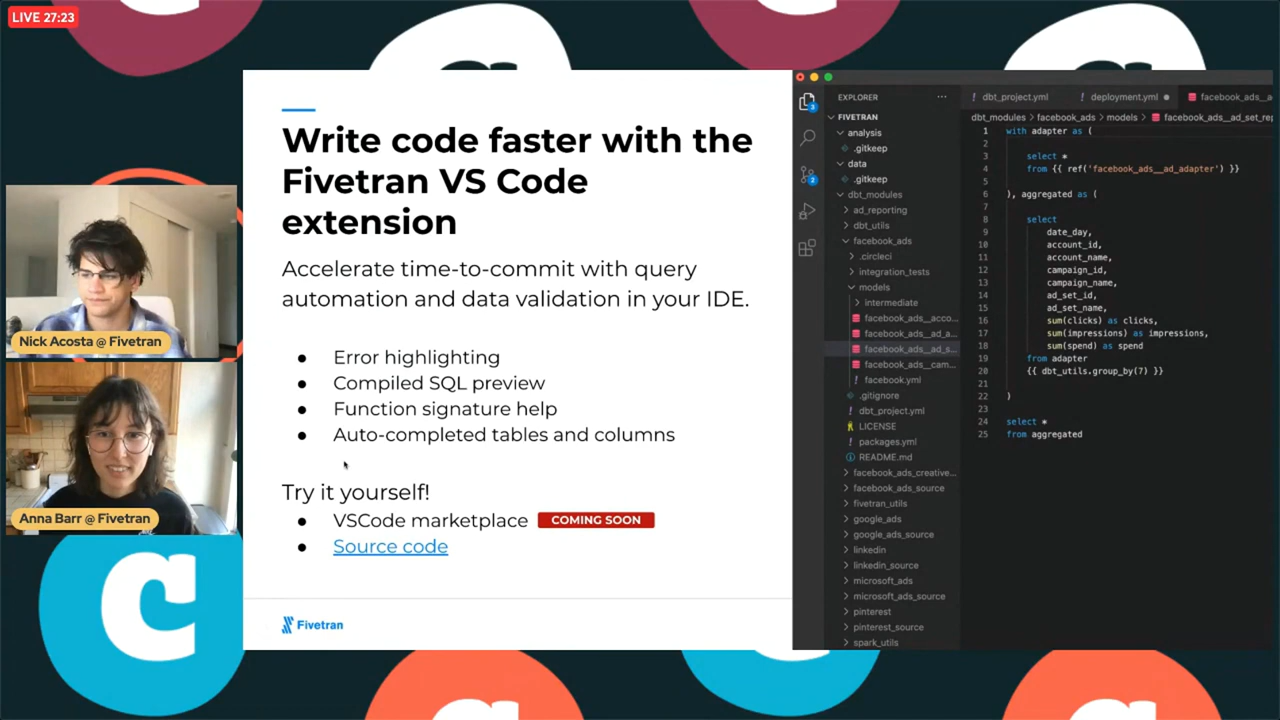 LIVE 27:23
Nick Acosta @ Fivetran
Anna Barr @ Fivetran
Write code faster with the
Fivetran VS Code
extension
Accelerate time-to-commit with query
automation and data validation in your IDE.
● Error highlighting
● Compiled SQL preview
● Function signature help
● Auto-completed tables and columns
Try it yourself!
● VSCode marketplace COMING SOON
● Source code
Fivetran
EXPLORER ...
FIVETRAN
analysis
.gitkeep
data
.gitkeep
dbt_modules
ad_reporting
dbt_utils
facebook_ads
.circleci
integration_tests
models
intermediate
facebook_ads__acco...
facebook_ads__ad_a...
facebook_ads__ad_s...
facebook_ads__cam...
facebook.yml
.gitignore
dbt_project.yml
LICENSE
packages.yml
README.md
facebook_ads_creative...
facebook_ads_source
fivetran_utils
google_ads
google_ads_source
linkedin
linkedin_source
microsoft_ads
microsoft_ads_source
pinterest
pinterest_source
spark_utils
! dbt_project.yml ! deployment.yml ● facebook_ads__a
dbt_modules > facebook_ads > models > facebook_ads__ad_set_rep
1 with adapter as (
2
3 select *
4 from {{ ref('facebook_ads__ad_adapter') }}
5
6 ), aggregated as (
7
8 select
9 date_day,
10 account_id,
11 account_name,
12 campaign_id,
13 campaign_name,
14 ad_set_id,
15 ad_set_name,
16 sum(clicks) as clicks,
17 sum(impressions) as impressions,
18 sum(spend) as spend
19 from adapter
20 {{ dbt_utils.group_by(7) }}
21
22 )
23
24 select *
25 from aggregated